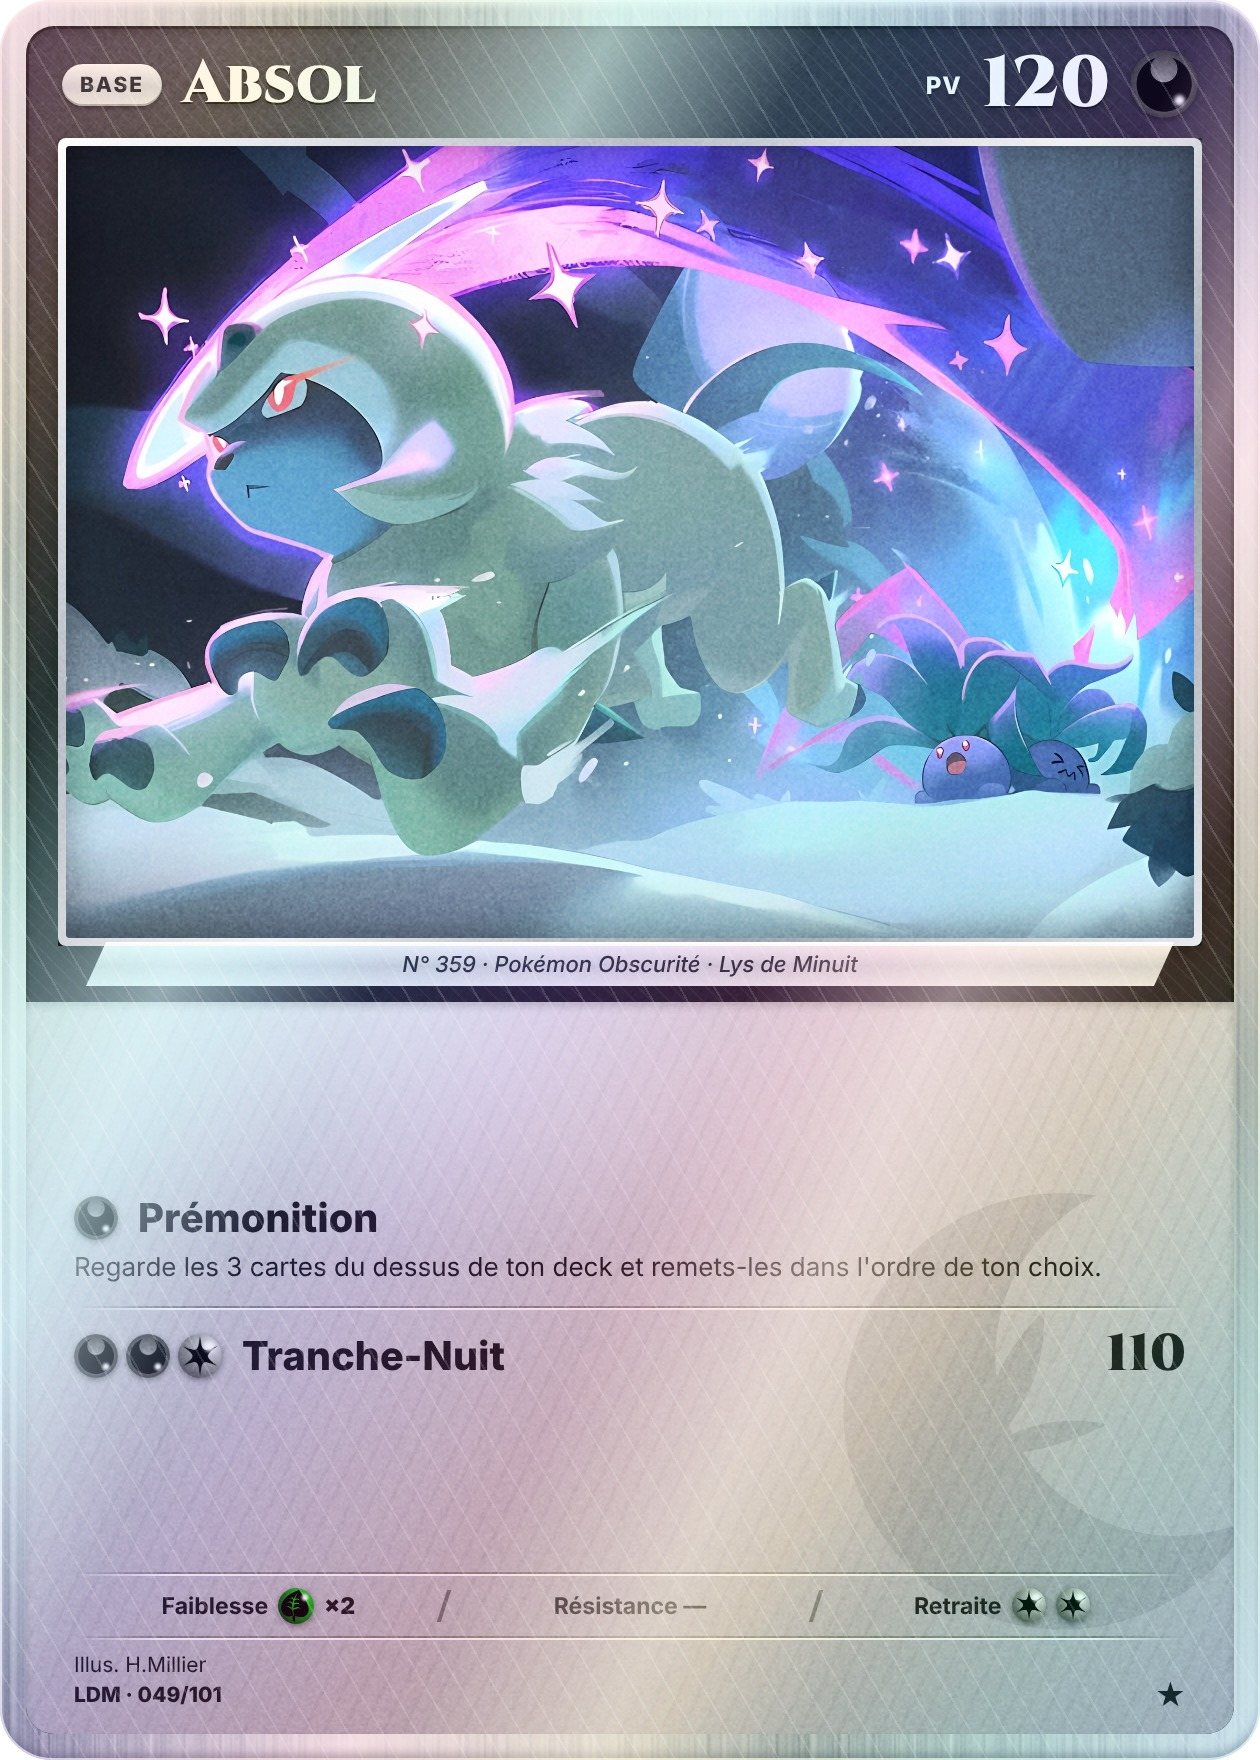 BASE ABSOL PV 120
N° 359 · Pokémon Obscurité · Lys de Minuit
Prémonition
Regarde les 3 cartes du dessus de ton deck et remets-les dans l'ordre de ton choix.
Tranche-Nuit 110
Faiblesse ×2 / Résistance — / Retraite
Illus. H.Millier
LDM · 049/101